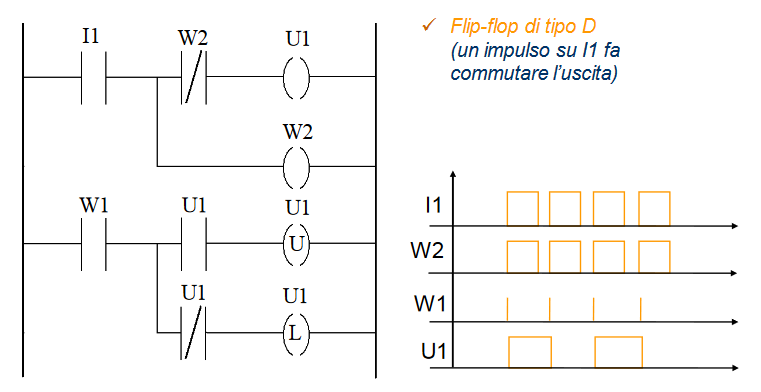 I1 W2 U1
W2
W1 U1 U1
U
U1 U1
L
✓ Flip-flop di tipo D
(un impulso su I1 fa
commutare l'uscita)
I1
W2
W1
U1